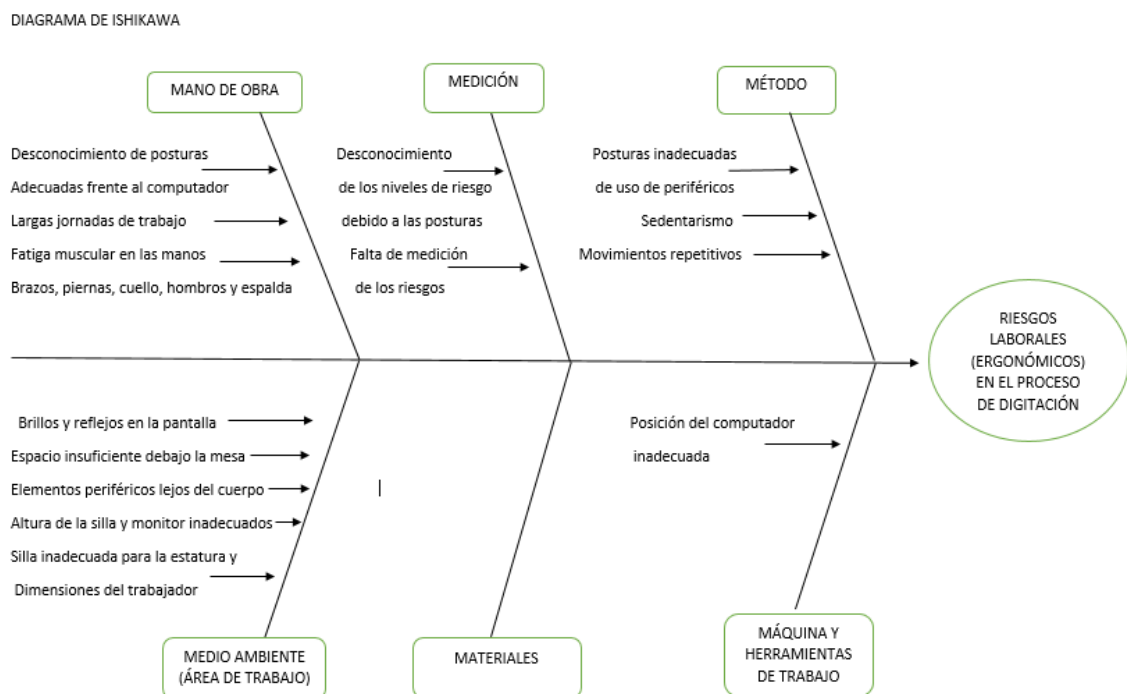 DIAGRAMA DE ISHIKAWA
MANO DE OBRA
Desconocimiento de posturas
Adecuadas frente al computador
Largas jornadas de trabajo
Fatiga muscular en las manos
Brazos, piernas, cuello, hombros y espalda
MEDICIÓN
Desconocimiento
de los niveles de riesgo
debido a las posturas
Falta de medición
de los riesgos
MÉTODO
Posturas inadecuadas
de uso de periféricos
Sedentarismo
Movimientos repetitivos
RIESGOS
LABORALES
(ERGONÓMICOS)
EN EL PROCESO
DE DIGITACIÓN
Brillos y reflejos en la pantalla
Espacio insuficiente debajo la mesa
Elementos periféricos lejos del cuerpo
Altura de la silla y monitor inadecuados
Silla inadecuada para la estatura y
Dimensiones del trabajador
MEDIO AMBIENTE
(ÁREA DE TRABAJO)
MATERIALES
Posición del computador
inadecuada
MÁQUINA Y
HERRAMIENTAS
DE TRABAJO